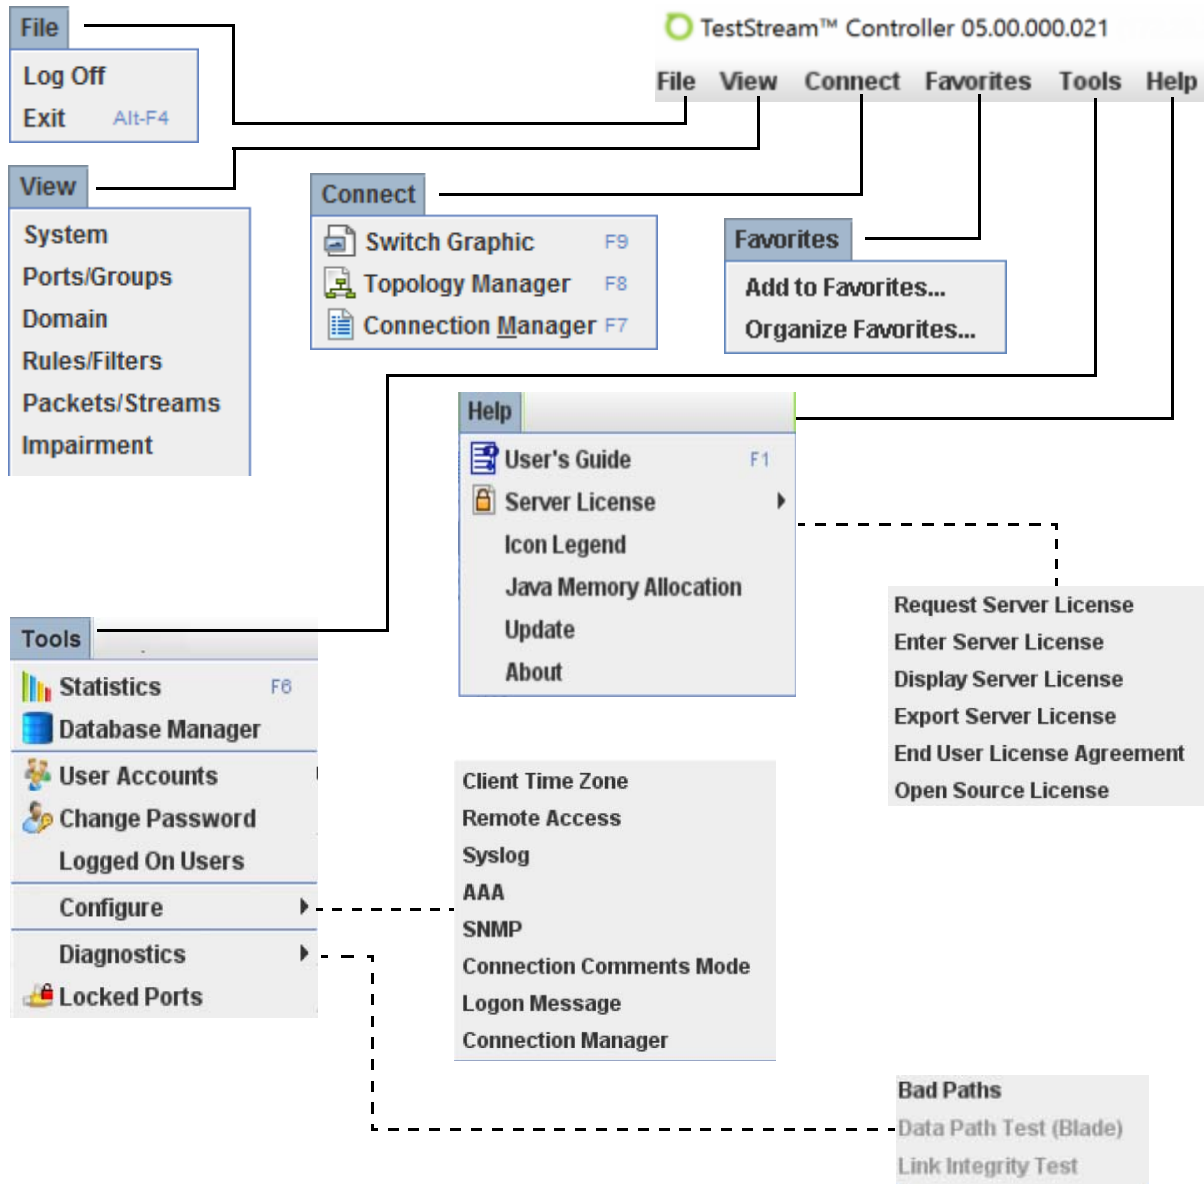 TestStream™ Controller 05.00.000.021
File View Connect Favorites Tools Help
File
Log Off
Exit Alt-F4
View
System
Ports/Groups
Domain
Rules/Filters
Packets/Streams
Impairment
Connect
Switch Graphic F9
Topology Manager F8
Connection Manager F7
Favorites
Add to Favorites...
Organize Favorites...
Help
User's Guide F1
Server License
Icon Legend
Java Memory Allocation
Update
About
Request Server License
Enter Server License
Display Server License
Export Server License
End User License Agreement
Open Source License
Tools
Statistics F6
Database Manager
User Accounts
Change Password
Logged On Users
Configure
Diagnostics
Locked Ports
Client Time Zone
Remote Access
Syslog
AAA
SNMP
Connection Comments Mode
Logon Message
Connection Manager
Bad Paths
Data Path Test (Blade)
Link Integrity Test